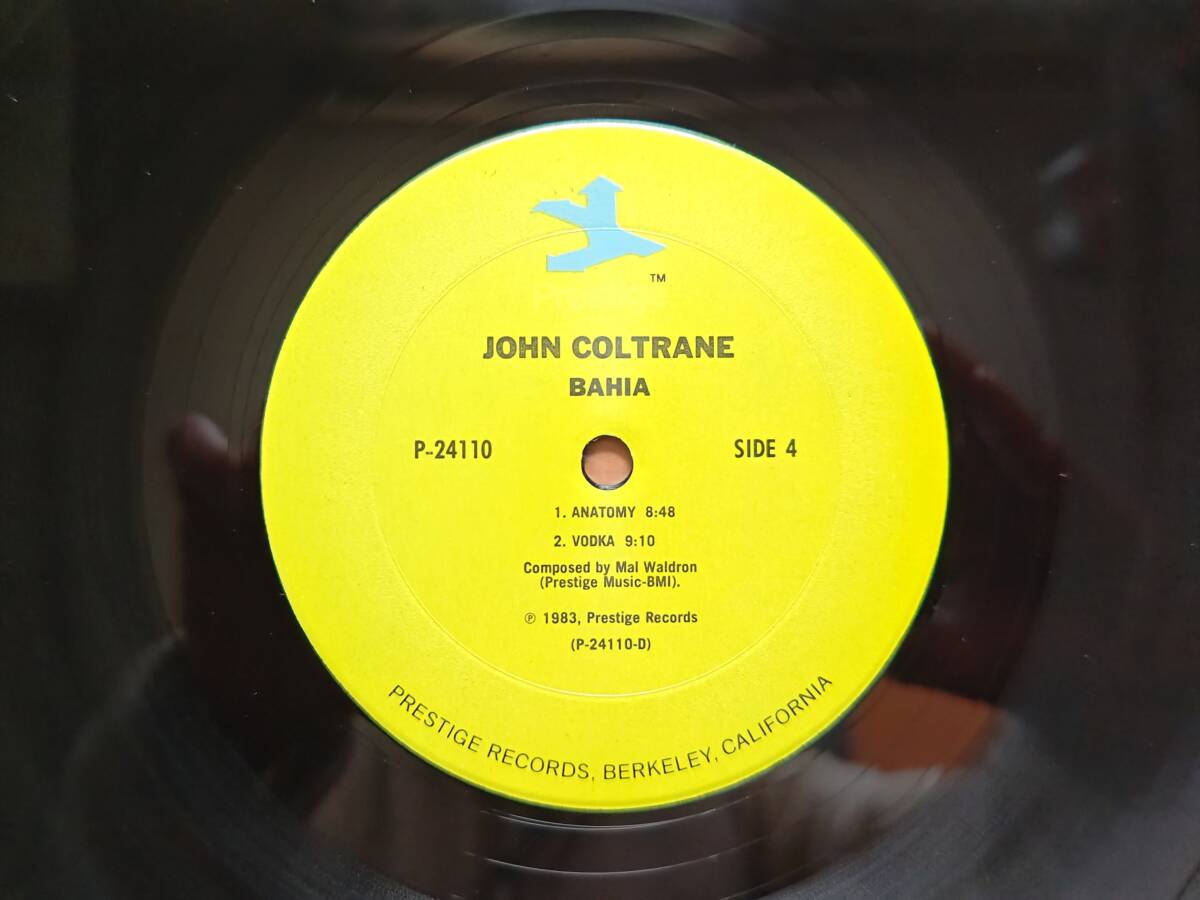 TM
Prestige
JOHN COLTRANE
BAHIA
P-24110
SIDE 4
1. ANATOMY 8:48
2. VODKA 9:10
Composed by Mal Waldron
(Prestige Music-BMI).
℗ 1983, Prestige Records
(P-24110-D)
PRESTIGE RECORDS, BERKELEY, CALIFORNIA